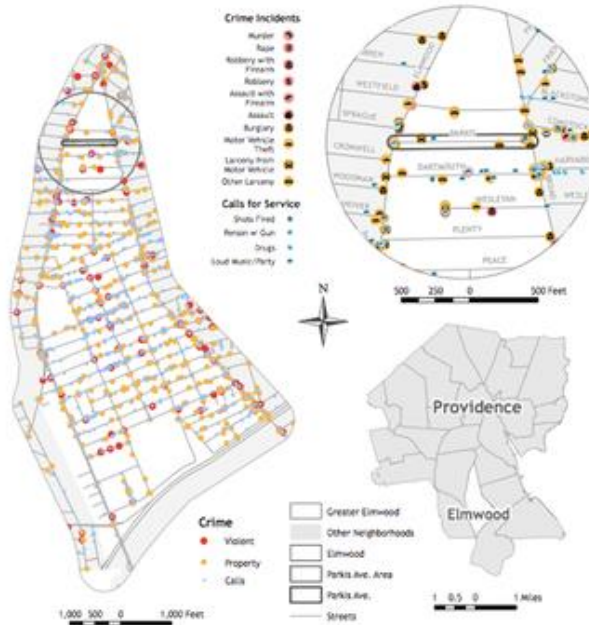 Crime Incidents
Murder
Rape
Robbery with
Firearm
Robbery
Assault with
Firearm
Assault
Burglary
Motor Vehicle
Theft
Larceny from
Motor Vehicle
Other Larceny
Calls for Service
Shots Fired
Person w/ Gun
Drugs
Loud Music/Party
ELMWOOD
WESTFIELD
SPRAGUE
CROMWELL
PARKIS
DARTMOUTH
WESLEYAN
PLENTY
PEACE
500 250 0 500 Feet
N
Providence
Elmwood
Crime
Violent
Property
Calls
Greater Elmwood
Other Neighborhoods
Elmwood
Parkis Ave. Area
Parkis Ave.
Streets
1,000 500 0 1,000 Feet
1 0.5 0 1 Miles